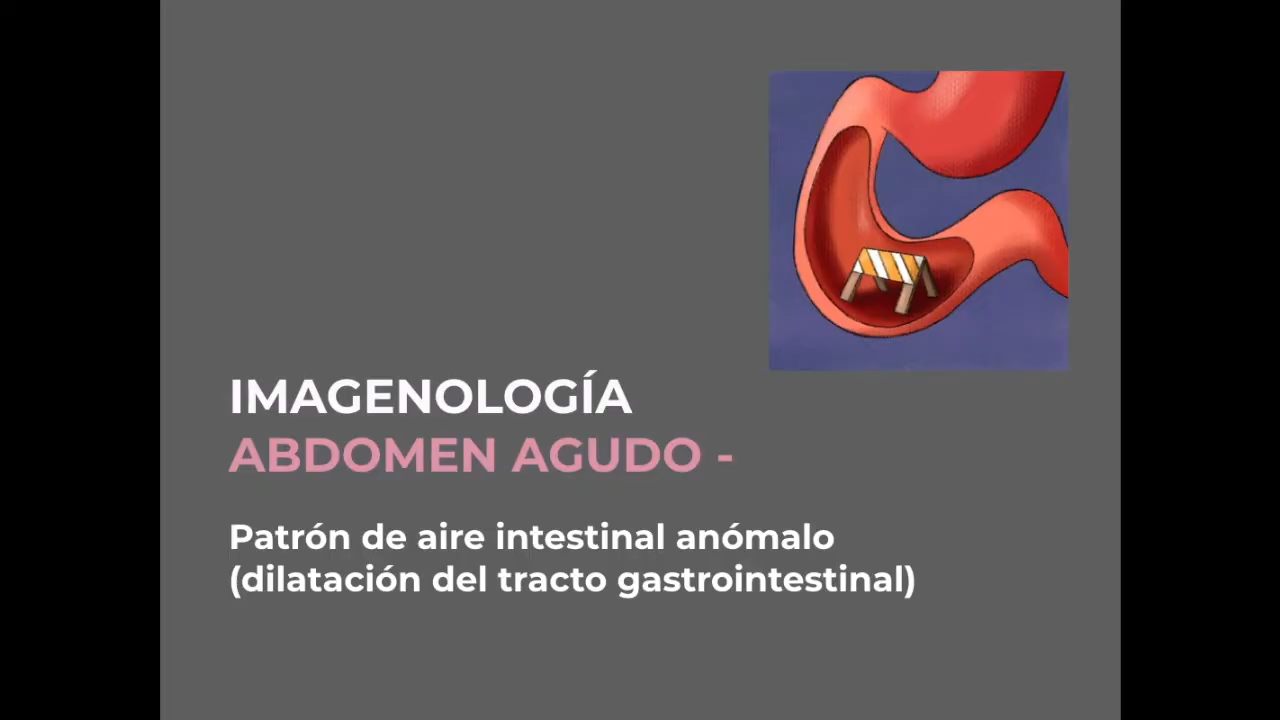 IMAGENOLOGÍA
ABDOMEN AGUDO -
Patrón de aire intestinal anómalo
(dilatación del tracto gastrointestinal)